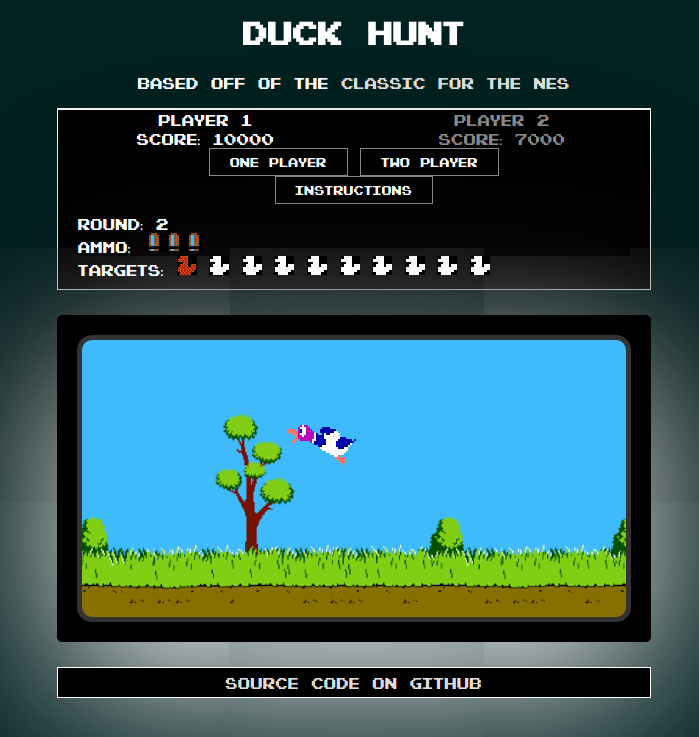 DUCK HUNT
BASED OFF OF THE CLASSIC FOR THE NES
PLAYER 1
SCORE: 10000
PLAYER 2
SCORE: 7000
ONE PLAYER
TWO PLAYER
INSTRUCTIONS
ROUND: 2
AMMO:
TARGETS:
SOURCE CODE ON GITHUB